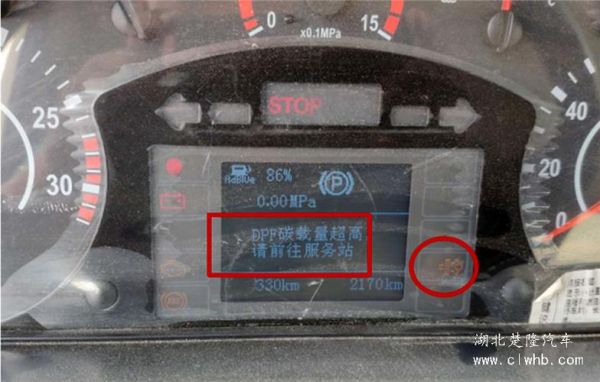 0
15
x0.1MPa
25
30
40
20
0
STOP
AdBlue 86%
0.00MPa
DPF碳载量超高
请前往服务站
330km 2170km
湖北楚隆汽车
www.clwhb.com